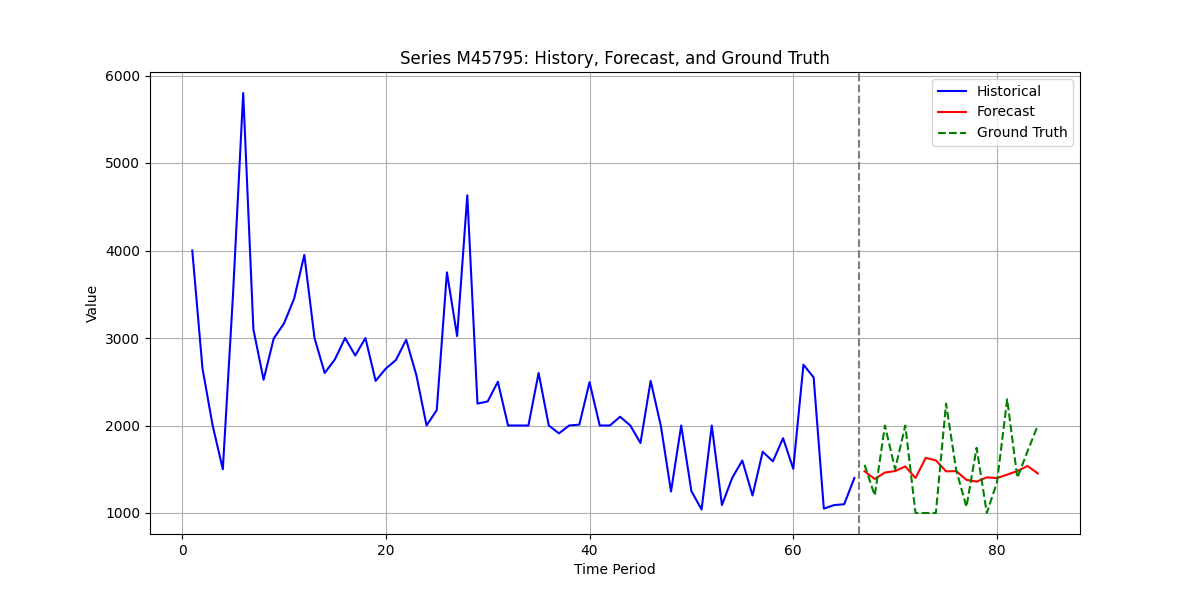 Series M45795: History, Forecast, and Ground Truth
6000
5000
4000
3000
2000
1000
Value
0
20
40
60
80
Time Period
Historical
Forecast
Ground Truth